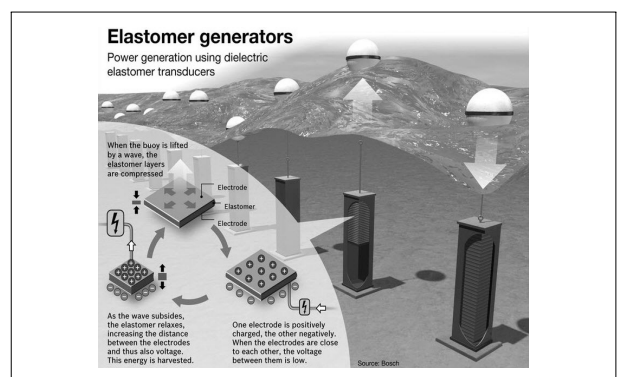 Elastomer generators
Power generation using dielectric
elastomer transducers
When the buoy is lifted
by a wave, the
elastomer layers
are compressed
Electrode
Elastomer
Electrode
As the wave subsides,
the elastomer relaxes,
increasing the distance
between the electrodes
and thus also voltage.
This energy is harvested.
One electrode is positively
charged, the other negatively.
When the electrodes are close
to each other, the voltage
between them is low.
Source: Bosch